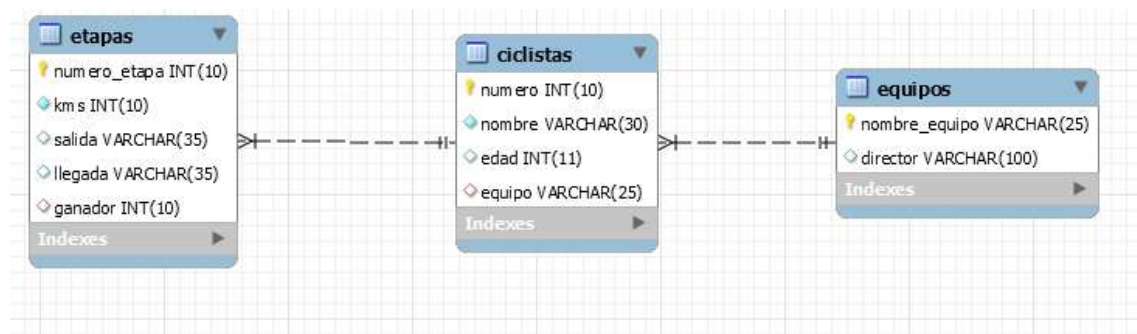 etapas
numero_etapa INT(10)
kms INT(10)
salida VARCHAR(35)
llegada VARCHAR(35)
ganador INT(10)
Indexes
ciclistas
numero INT(10)
nombre VARCHAR(30)
edad INT(11)
equipo VARCHAR(25)
Indexes
equipos
nombre_equipo VARCHAR(25)
director VARCHAR(100)
Indexes